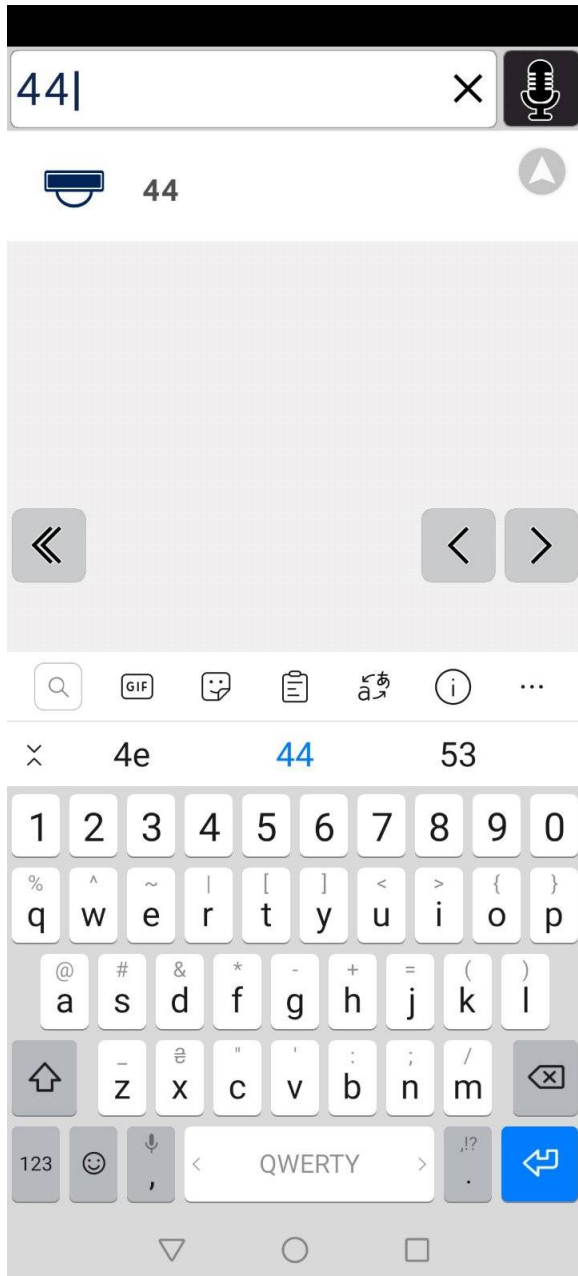 44
44
GIF
4e 44 53
1 2 3 4 5 6 7 8 9 0
% ^ ~ | [ ] < > { }
q w e r t y u i o p
@ # & * - + = ( )
a s d f g h j k l
_ ₴ " ' : ; /
z x c v b n m
,!?
123 , < QWERTY > .